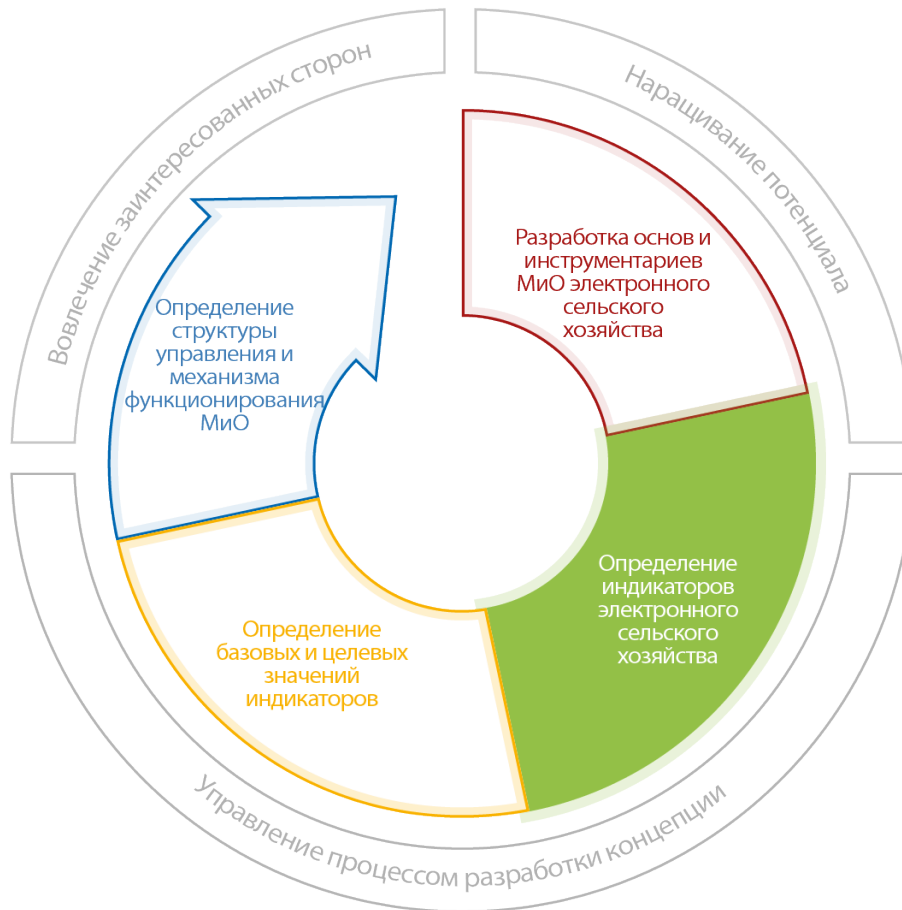 Вовлечение заинтересованных сторон
Наращивание потенциала
Разработка основ и
инструментариев
МиО электронного
сельского
хозяйства
Определение
структуры
управления и
механизма
функционирования
МиО
Определение
индикаторов
электронного
сельского
хозяйства
Определение
базовых и целевых
значений
индикаторов
Управление процессом разработки концепции